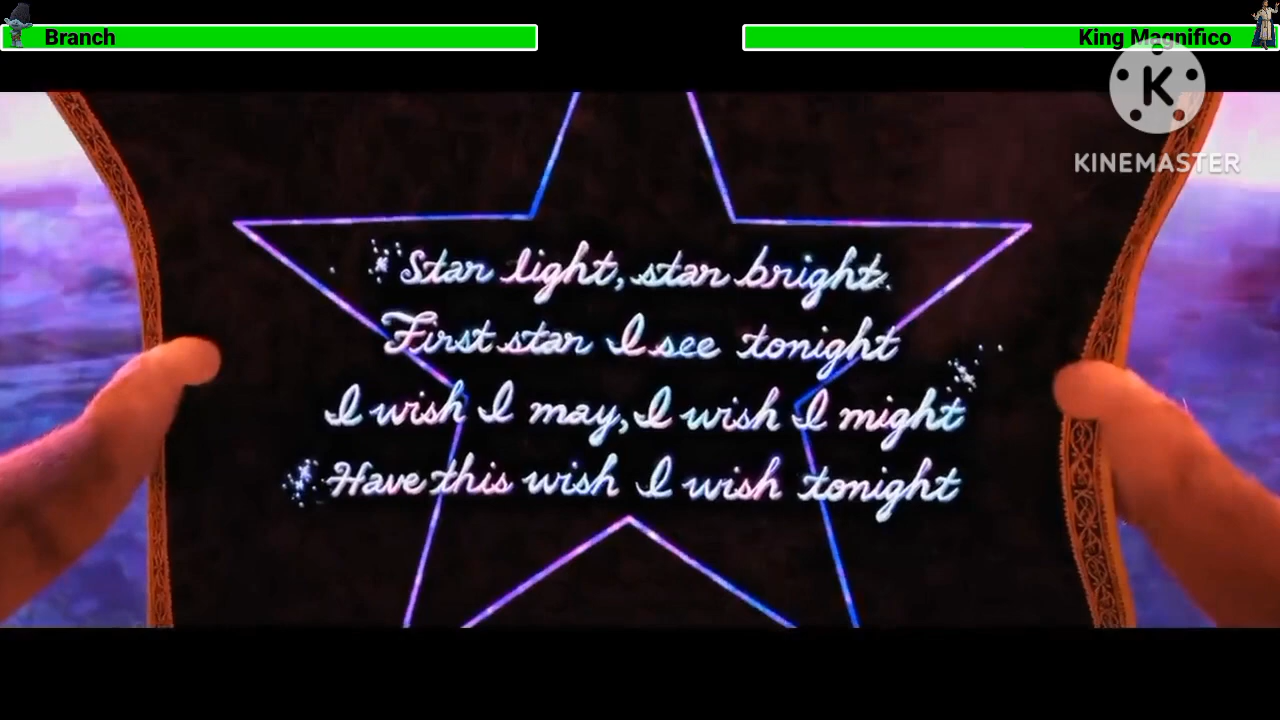 Branch
King Magnifico
K
KINEMASTER
Star light, star bright
First star I see tonight
I wish I may, I wish I might
Have this wish I wish tonight